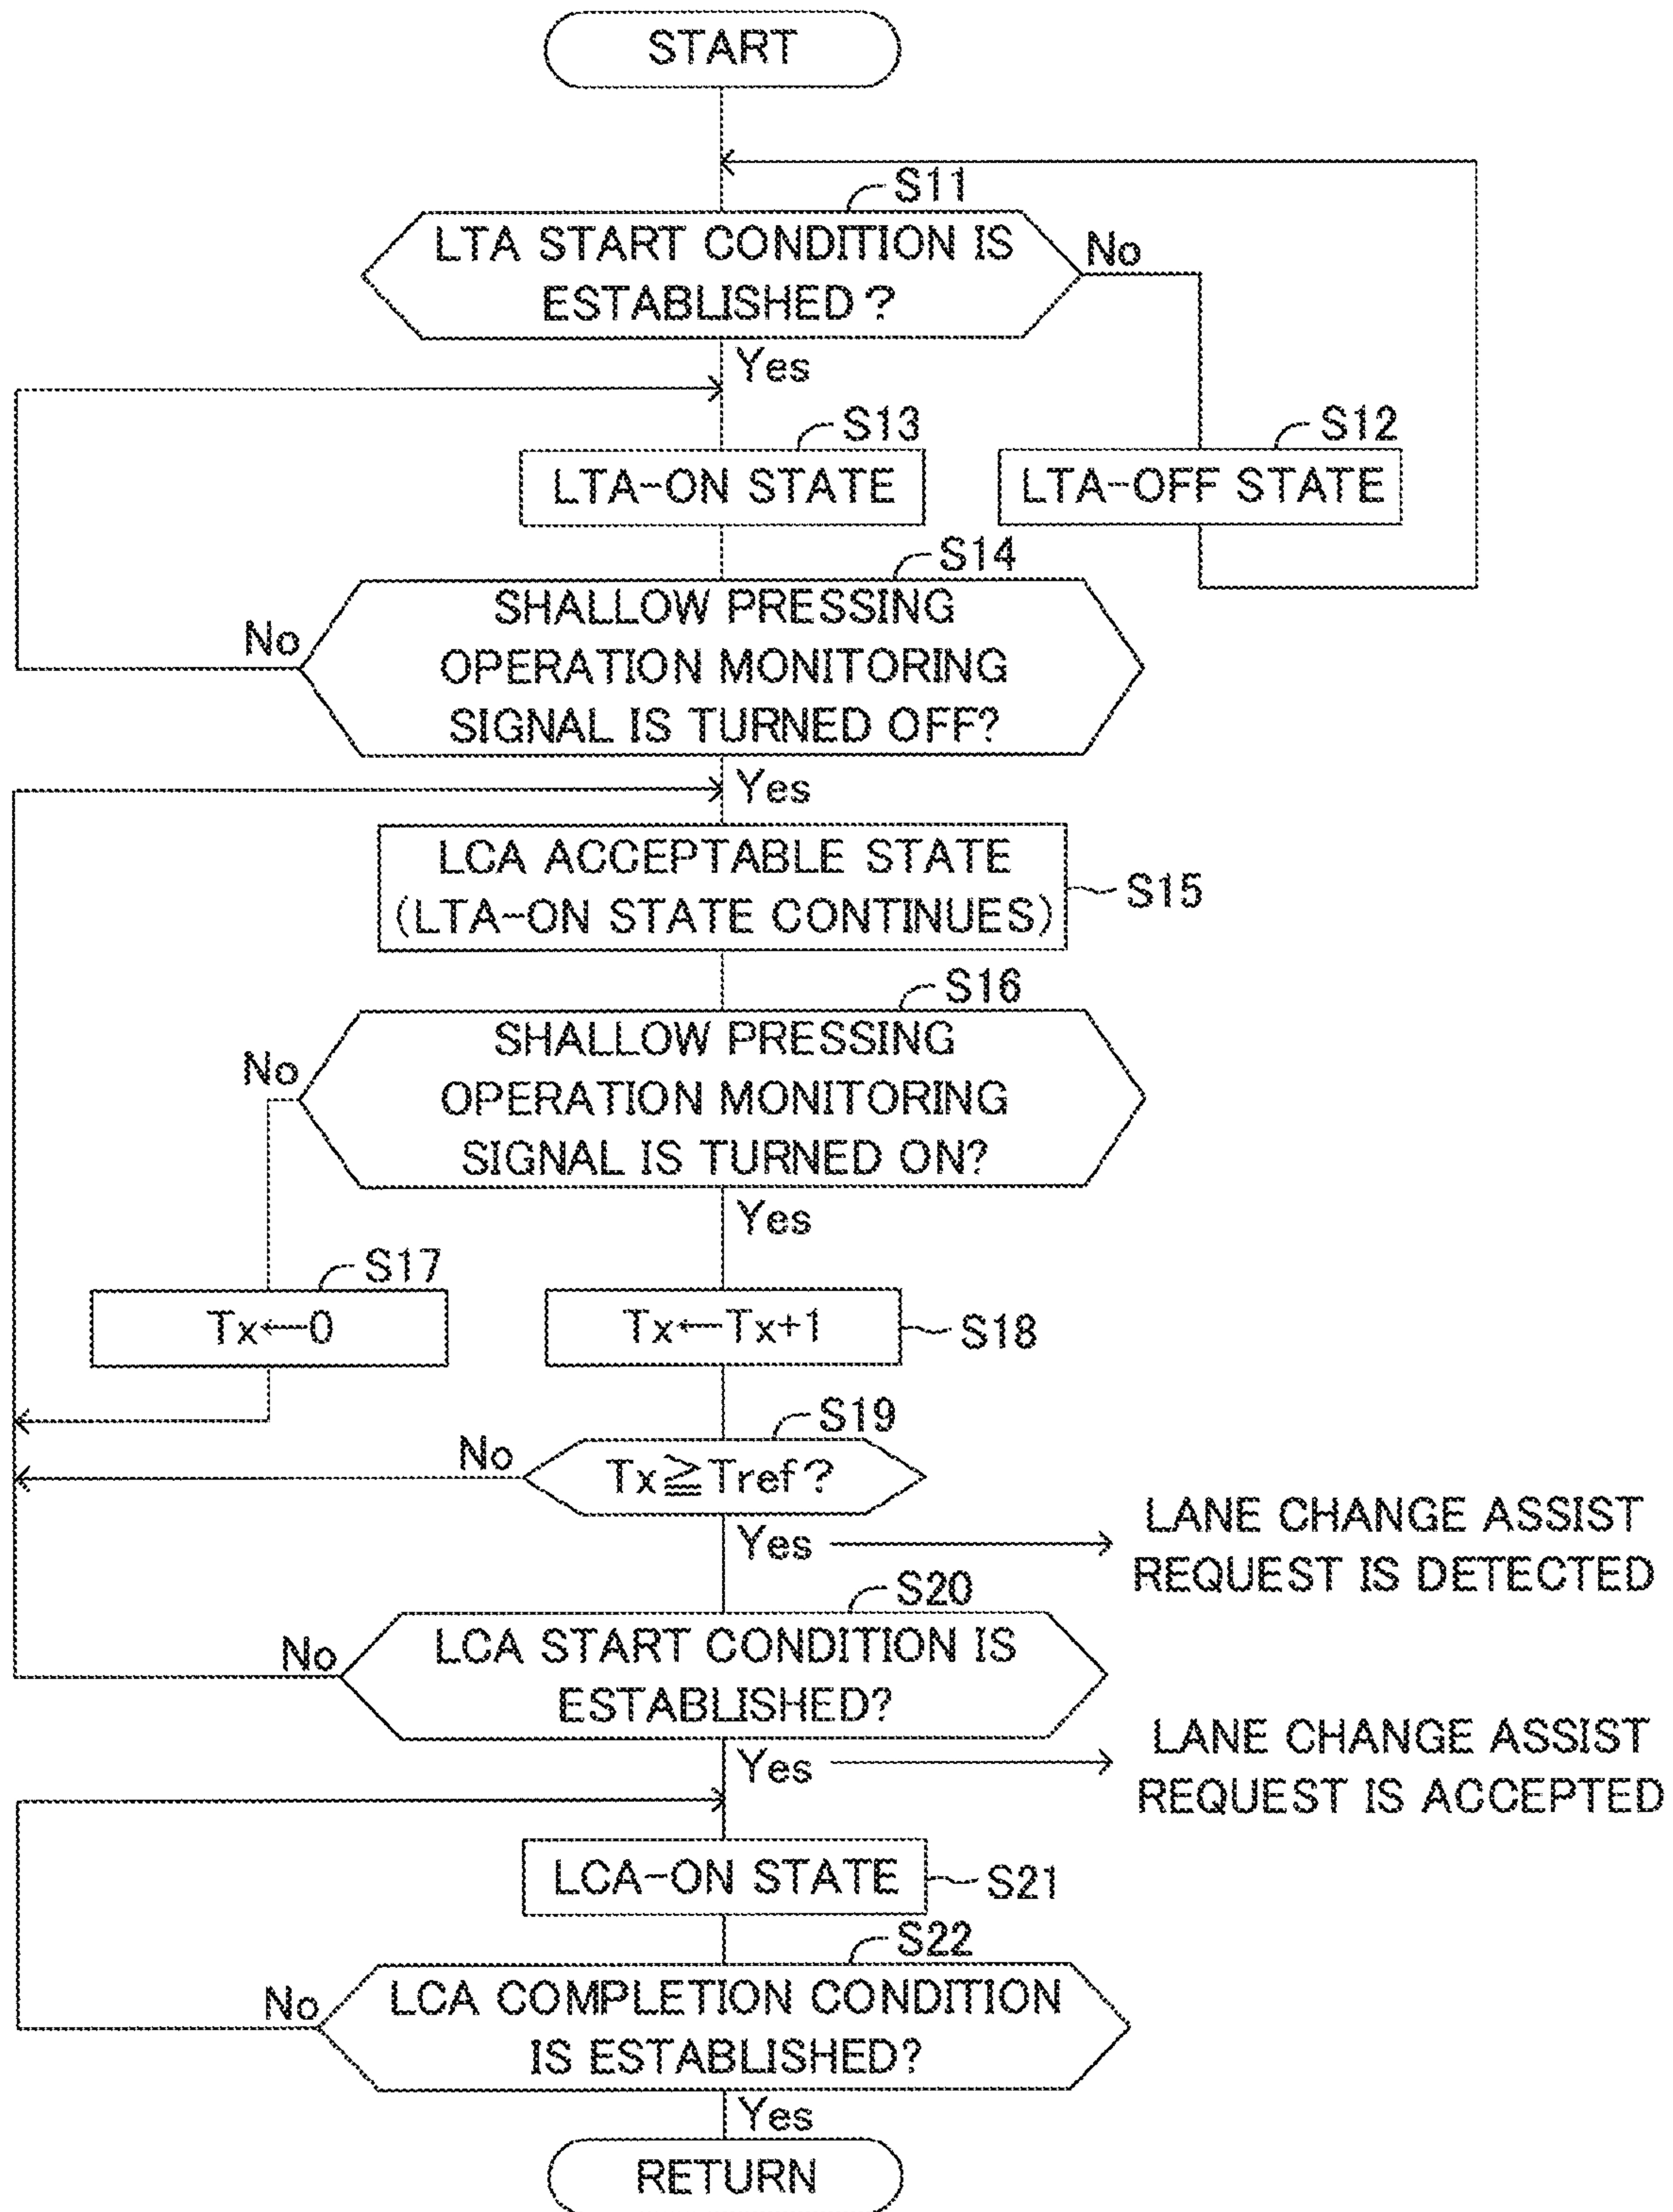 START
S11
LTA START CONDITION IS
ESTABLISHED?
No
Yes
S13
LTA-ON STATE
S12
LTA-OFF STATE
S14
SHALLOW PRESSING
OPERATION MONITORING
SIGNAL IS TURNED OFF?
No
Yes
LCA ACCEPTABLE STATE
(LTA-ON STATE CONTINUES)
S15
S16
SHALLOW PRESSING
OPERATION MONITORING
SIGNAL IS TURNED ON?
No
Yes
S17
Tx←0
Tx←Tx+1
S18
S19
Tx≧Tref?
No
Yes
LANE CHANGE ASSIST
REQUEST IS DETECTED
S20
LCA START CONDITION IS
ESTABLISHED?
No
Yes
LANE CHANGE ASSIST
REQUEST IS ACCEPTED
LCA-ON STATE
S21
S22
LCA COMPLETION CONDITION
IS ESTABLISHED?
No
Yes
RETURN